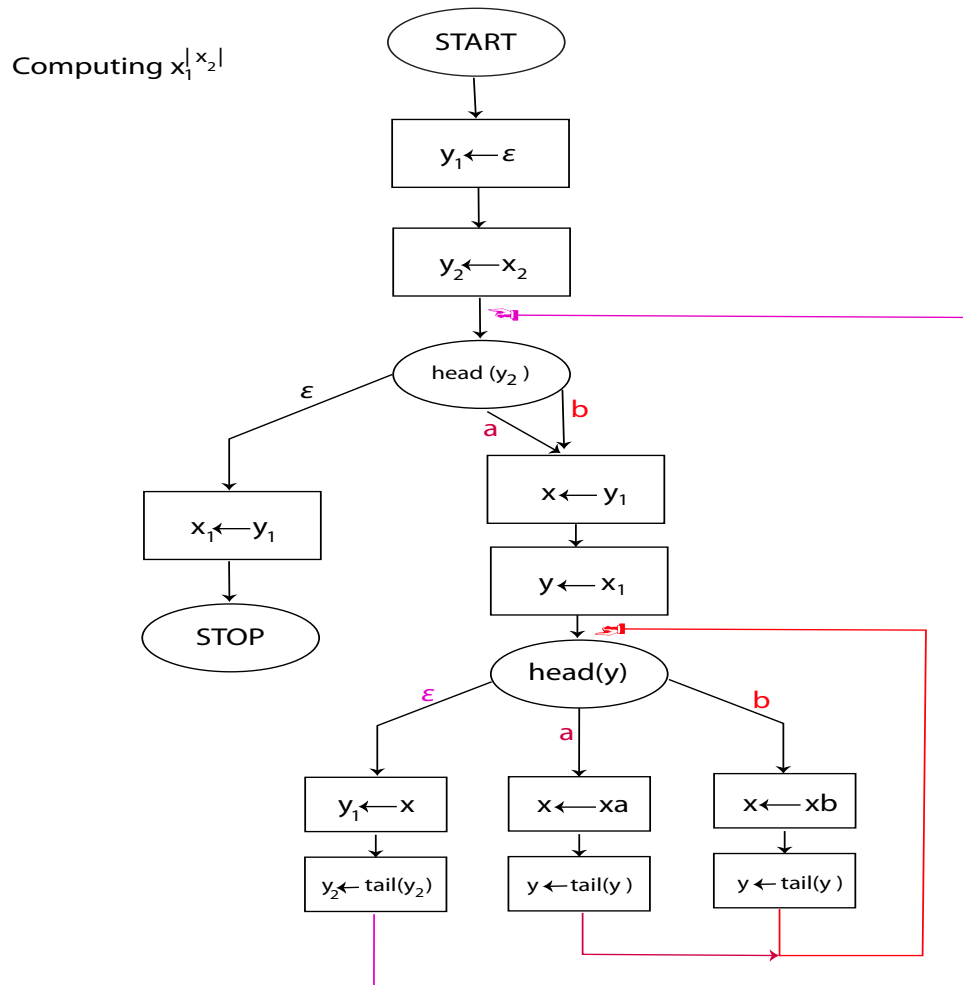 START
Computing x₁^|x₂|
y₁ ← ε
y₂ ← x₂
head (y₂ )
ε
b
a
x ← y₁
x₁ ← y₁
y ← x₁
STOP
head(y)
ε
b
a
y₁ ← x
x ← xa
x ← xb
y₂ ← tail(y₂)
y ← tail(y )
y ← tail(y )